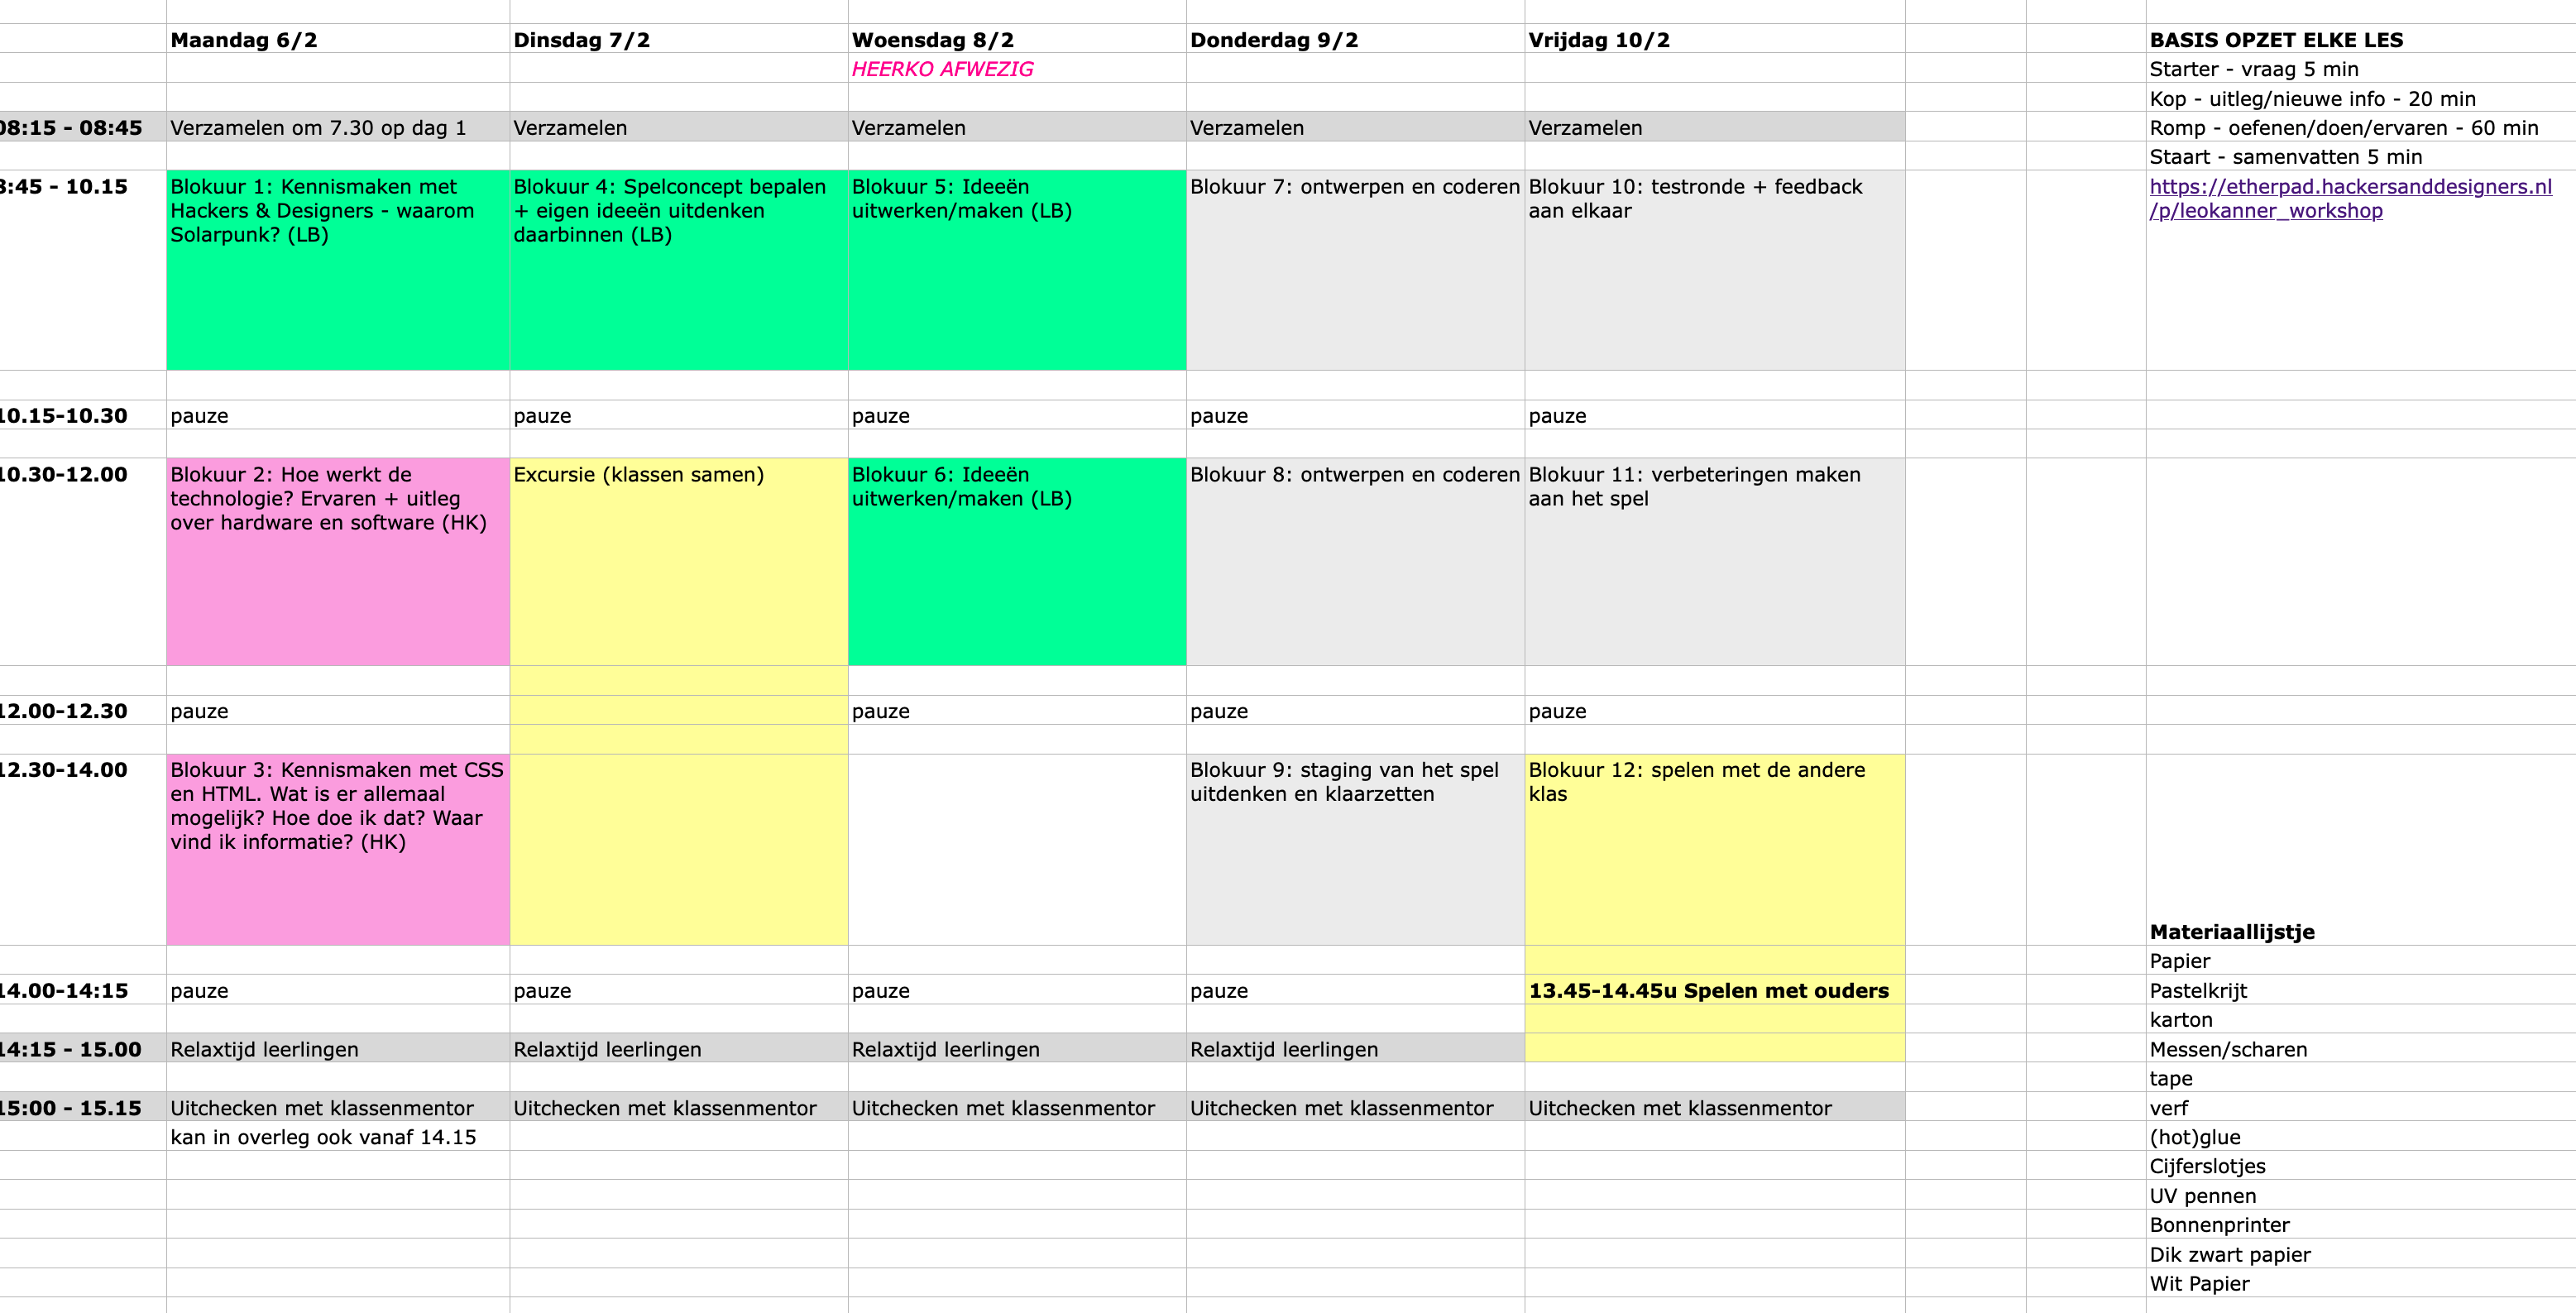 Maandag 6/2 Dinsdag 7/2 Woensdag 8/2 Donderdag 9/2 Vrijdag 10/2 BASIS OPZET ELKE LES
HEERKO AFWEZIG Starter - vraag 5 min
Kop - uitleg/nieuwe info - 20 min
08:15 - 08:45 Verzamelen om 7.30 op dag 1 Verzamelen Verzamelen Verzamelen Verzamelen Romp - oefenen/doen/ervaren - 60 min
Staart - samenvatten 5 min
8:45 - 10.15
Blokuur 1: Kennismaken met
Hackers & Designers - waarom
Solarpunk? (LB)
Blokuur 4: Spelconcept bepalen
+ eigen ideeën uitdenken
daarbinnen (LB)
Blokuur 5: Ideeën
uitwerken/maken (LB)
Blokuur 7: ontwerpen en coderen
Blokuur 10: testronde + feedback
aan elkaar
https://etherpad.hackersanddesigners.nl
/p/leokanner_workshop
10.15-10.30 pauze pauze pauze pauze pauze
10.30-12.00
Blokuur 2: Hoe werkt de
technologie? Ervaren + uitleg
over hardware en software (HK)
Excursie (klassen samen)
Blokuur 6: Ideeën
uitwerken/maken (LB)
Blokuur 8: ontwerpen en coderen
Blokuur 11: verbeteringen maken
aan het spel
12.00-12.30 pauze pauze pauze pauze
12.30-14.00
Blokuur 3: Kennismaken met CSS
en HTML. Wat is er allemaal
mogelijk? Hoe doe ik dat? Waar
vind ik informatie? (HK)
Blokuur 9: staging van het spel
uitdenken en klaarzetten
Blokuur 12: spelen met de andere
klas
Materiaallijstje
Papier
14.00-14:15 pauze pauze pauze pauze 13.45-14.45u Spelen met ouders Pastelkrijt
karton
14:15 - 15.00 Relaxtijd leerlingen Relaxtijd leerlingen Relaxtijd leerlingen Relaxtijd leerlingen Messen/scharen
tape
15:00 - 15.15 Uitchecken met klassenmentor Uitchecken met klassenmentor Uitchecken met klassenmentor Uitchecken met klassenmentor Uitchecken met klassenmentor verf
kan in overleg ook vanaf 14.15 (hot)glue
Cijferslotjes
UV pennen
Bonnenprinter
Dik zwart papier
Wit Papier